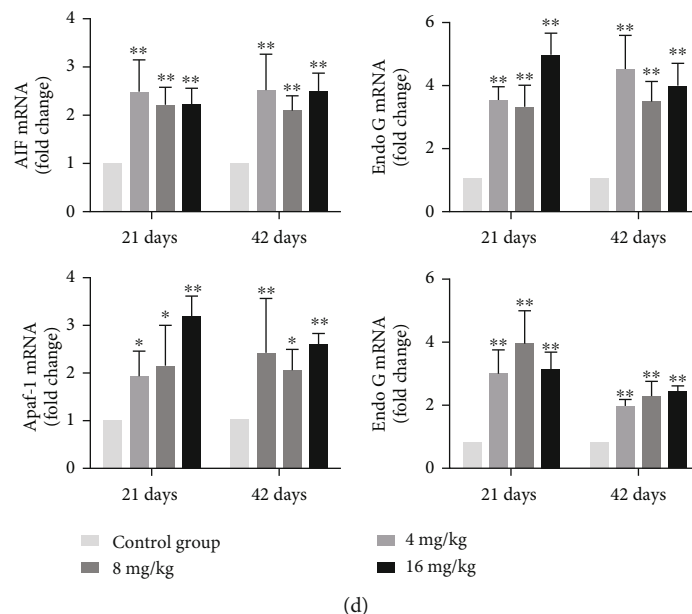 AIF mRNA
(fold change)
4
3
2
1
0
** ** **
** ** **
21 days
42 days
Endo G mRNA
(fold change)
6
4
2
0
** ** **
** ** **
21 days
42 days
Apaf-1 mRNA
(fold change)
4
3
2
1
0
* * **
** * **
21 days
42 days
Endo G mRNA
(fold change)
6
4
2
0
** ** **
** ** **
21 days
42 days
Control group
4 mg/kg
8 mg/kg
16 mg/kg
(d)